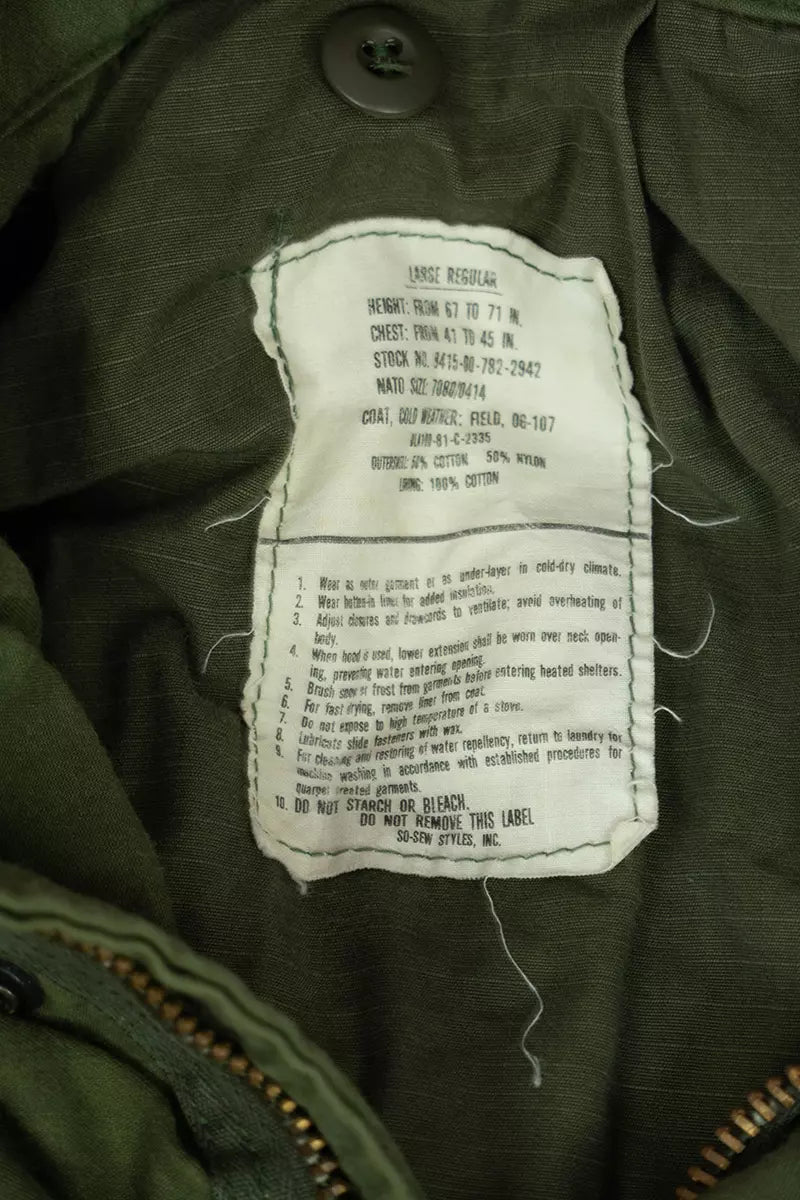 LARGE REGULAR
HEIGHT: FROM 67 TO 71 IN.
CHEST: FROM 41 TO 45 IN.
STOCK NO. 8415-00-782-2942
NATO SIZE 7080/0414
COAT, COLD WEATHER: FIELD, OG-107
81-C-2335
OUTERSHELL: 50% COTTON 50% NYLON
LINING: 100% COTTON
1. Wear as outer garment or as under-layer in cold-dry climate.
2. Wear button-in liner for added insulation.
3. Adjust closures and drawcords to ventilate; avoid overheating of
body.
4. When hood is used, lower extension shall be worn over neck open-
ing, preventing water entering opening.
5. Brush snow or frost from garments before entering heated shelters.
6. For fast drying, remove liner from coat.
7. Do not expose to high temperature of a stove.
8. Lubricate slide fasteners with wax.
9. For cleaning and restoring of water repellency, return to laundry for
machine washing in accordance with established procedures for
quarpel treated garments.
10. DO NOT STARCH OR BLEACH.
DO NOT REMOVE THIS LABEL
SO-SEW STYLES, INC.